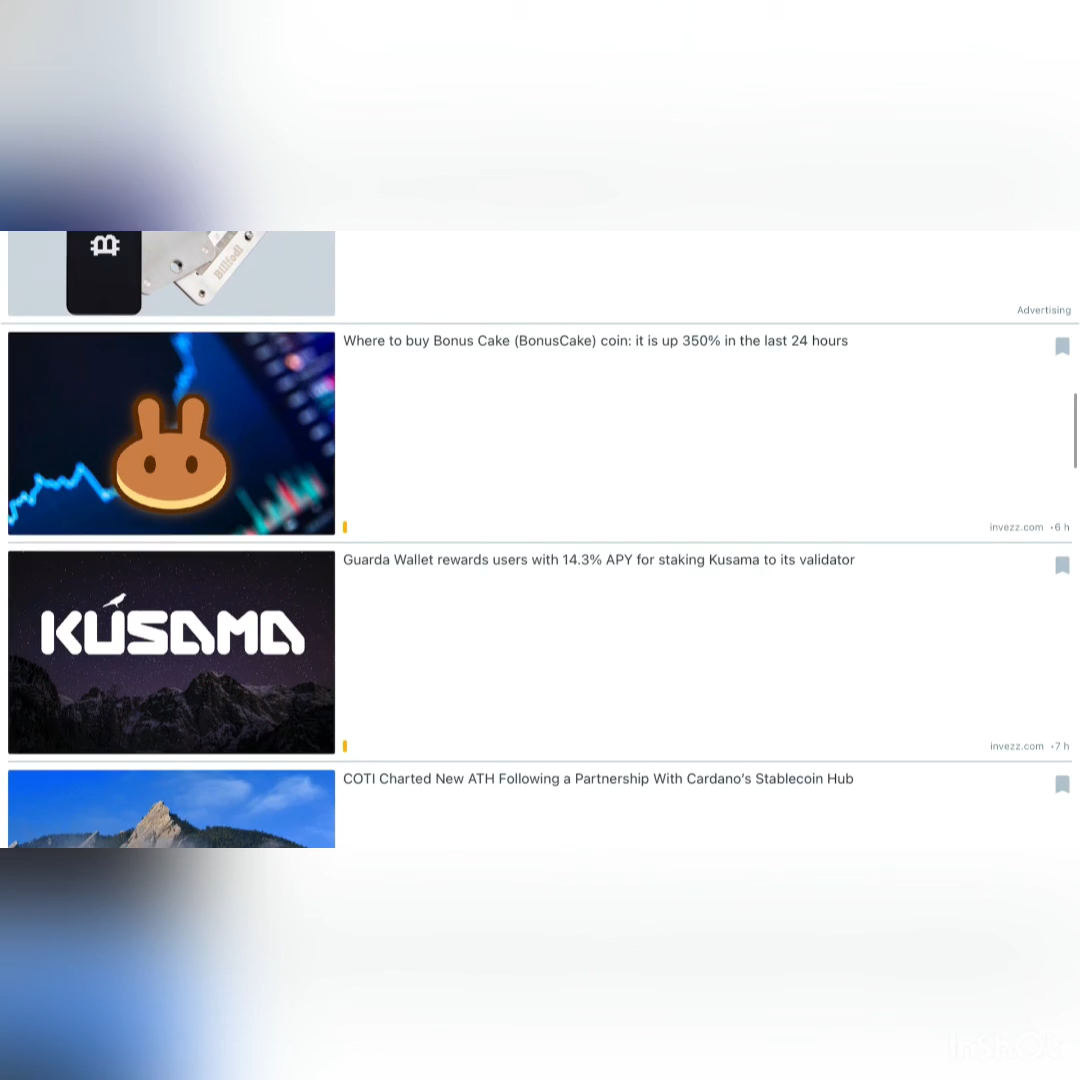 Billfodl
Advertising
Where to buy Bonus Cake (BonusCake) coin: it is up 350% in the last 24 hours
invezz.com •6 h
Guarda Wallet rewards users with 14.3% APY for staking Kusama to its validator
KUSAMA
invezz.com •7 h
COTI Charted New ATH Following a Partnership With Cardano’s Stablecoin Hub
InShOt